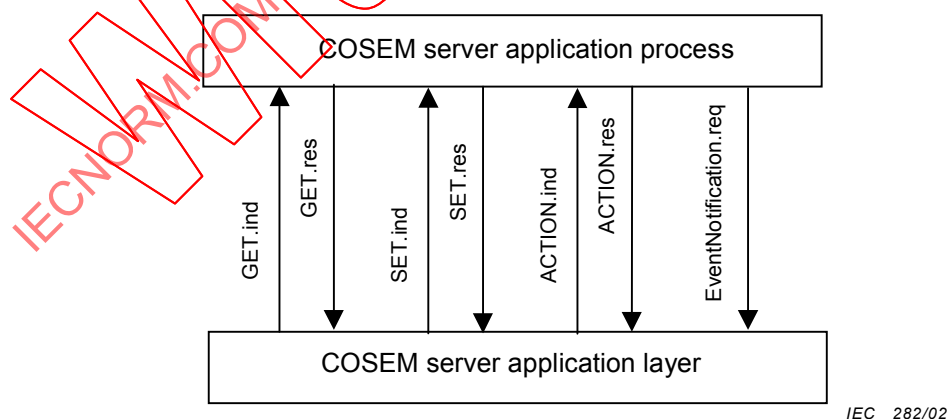 COSEM server application process
GET.ind
GET.res
SET.ind
SET.res
ACTION.ind
ACTION.res
EventNotification.req
COSEM server application layer
IEC 282/02
IECNORM.COM